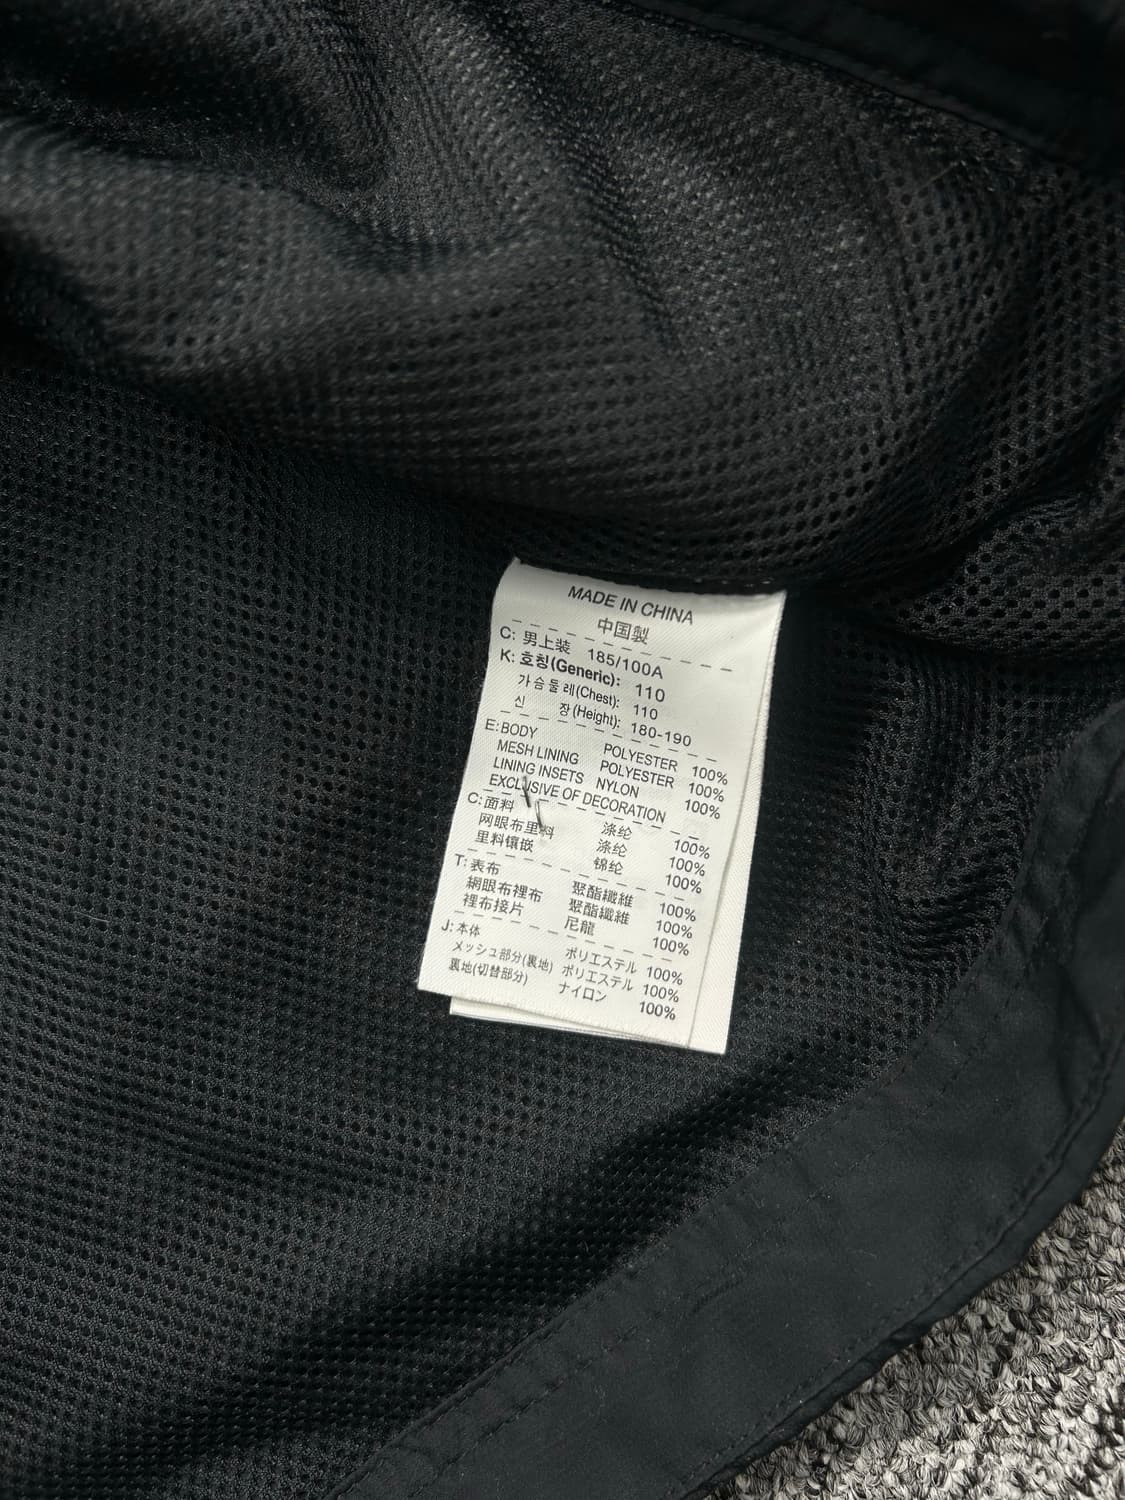 MADE IN CHINA
中国製
C: 男上装 185/100A
K: 호칭(Generic): 110
가슴둘레(Chest): 110
신 장(Height): 180-190
E: BODY POLYESTER 100%
MESH LINING POLYESTER 100%
LINING INSETS NYLON 100%
EXCLUSIVE OF DECORATION
C: 面料 涤纶 100%
网眼布里料 涤纶 100%
里料镶嵌 锦纶 100%
T: 表布 聚酯纖維 100%
網眼布裡布 聚酯纖維 100%
裡布接片 尼龍 100%
J: 本体 ポリエステル 100%
メッシュ部分(裏地) ポリエステル 100%
裏地(切替部分) ナイロン 100%